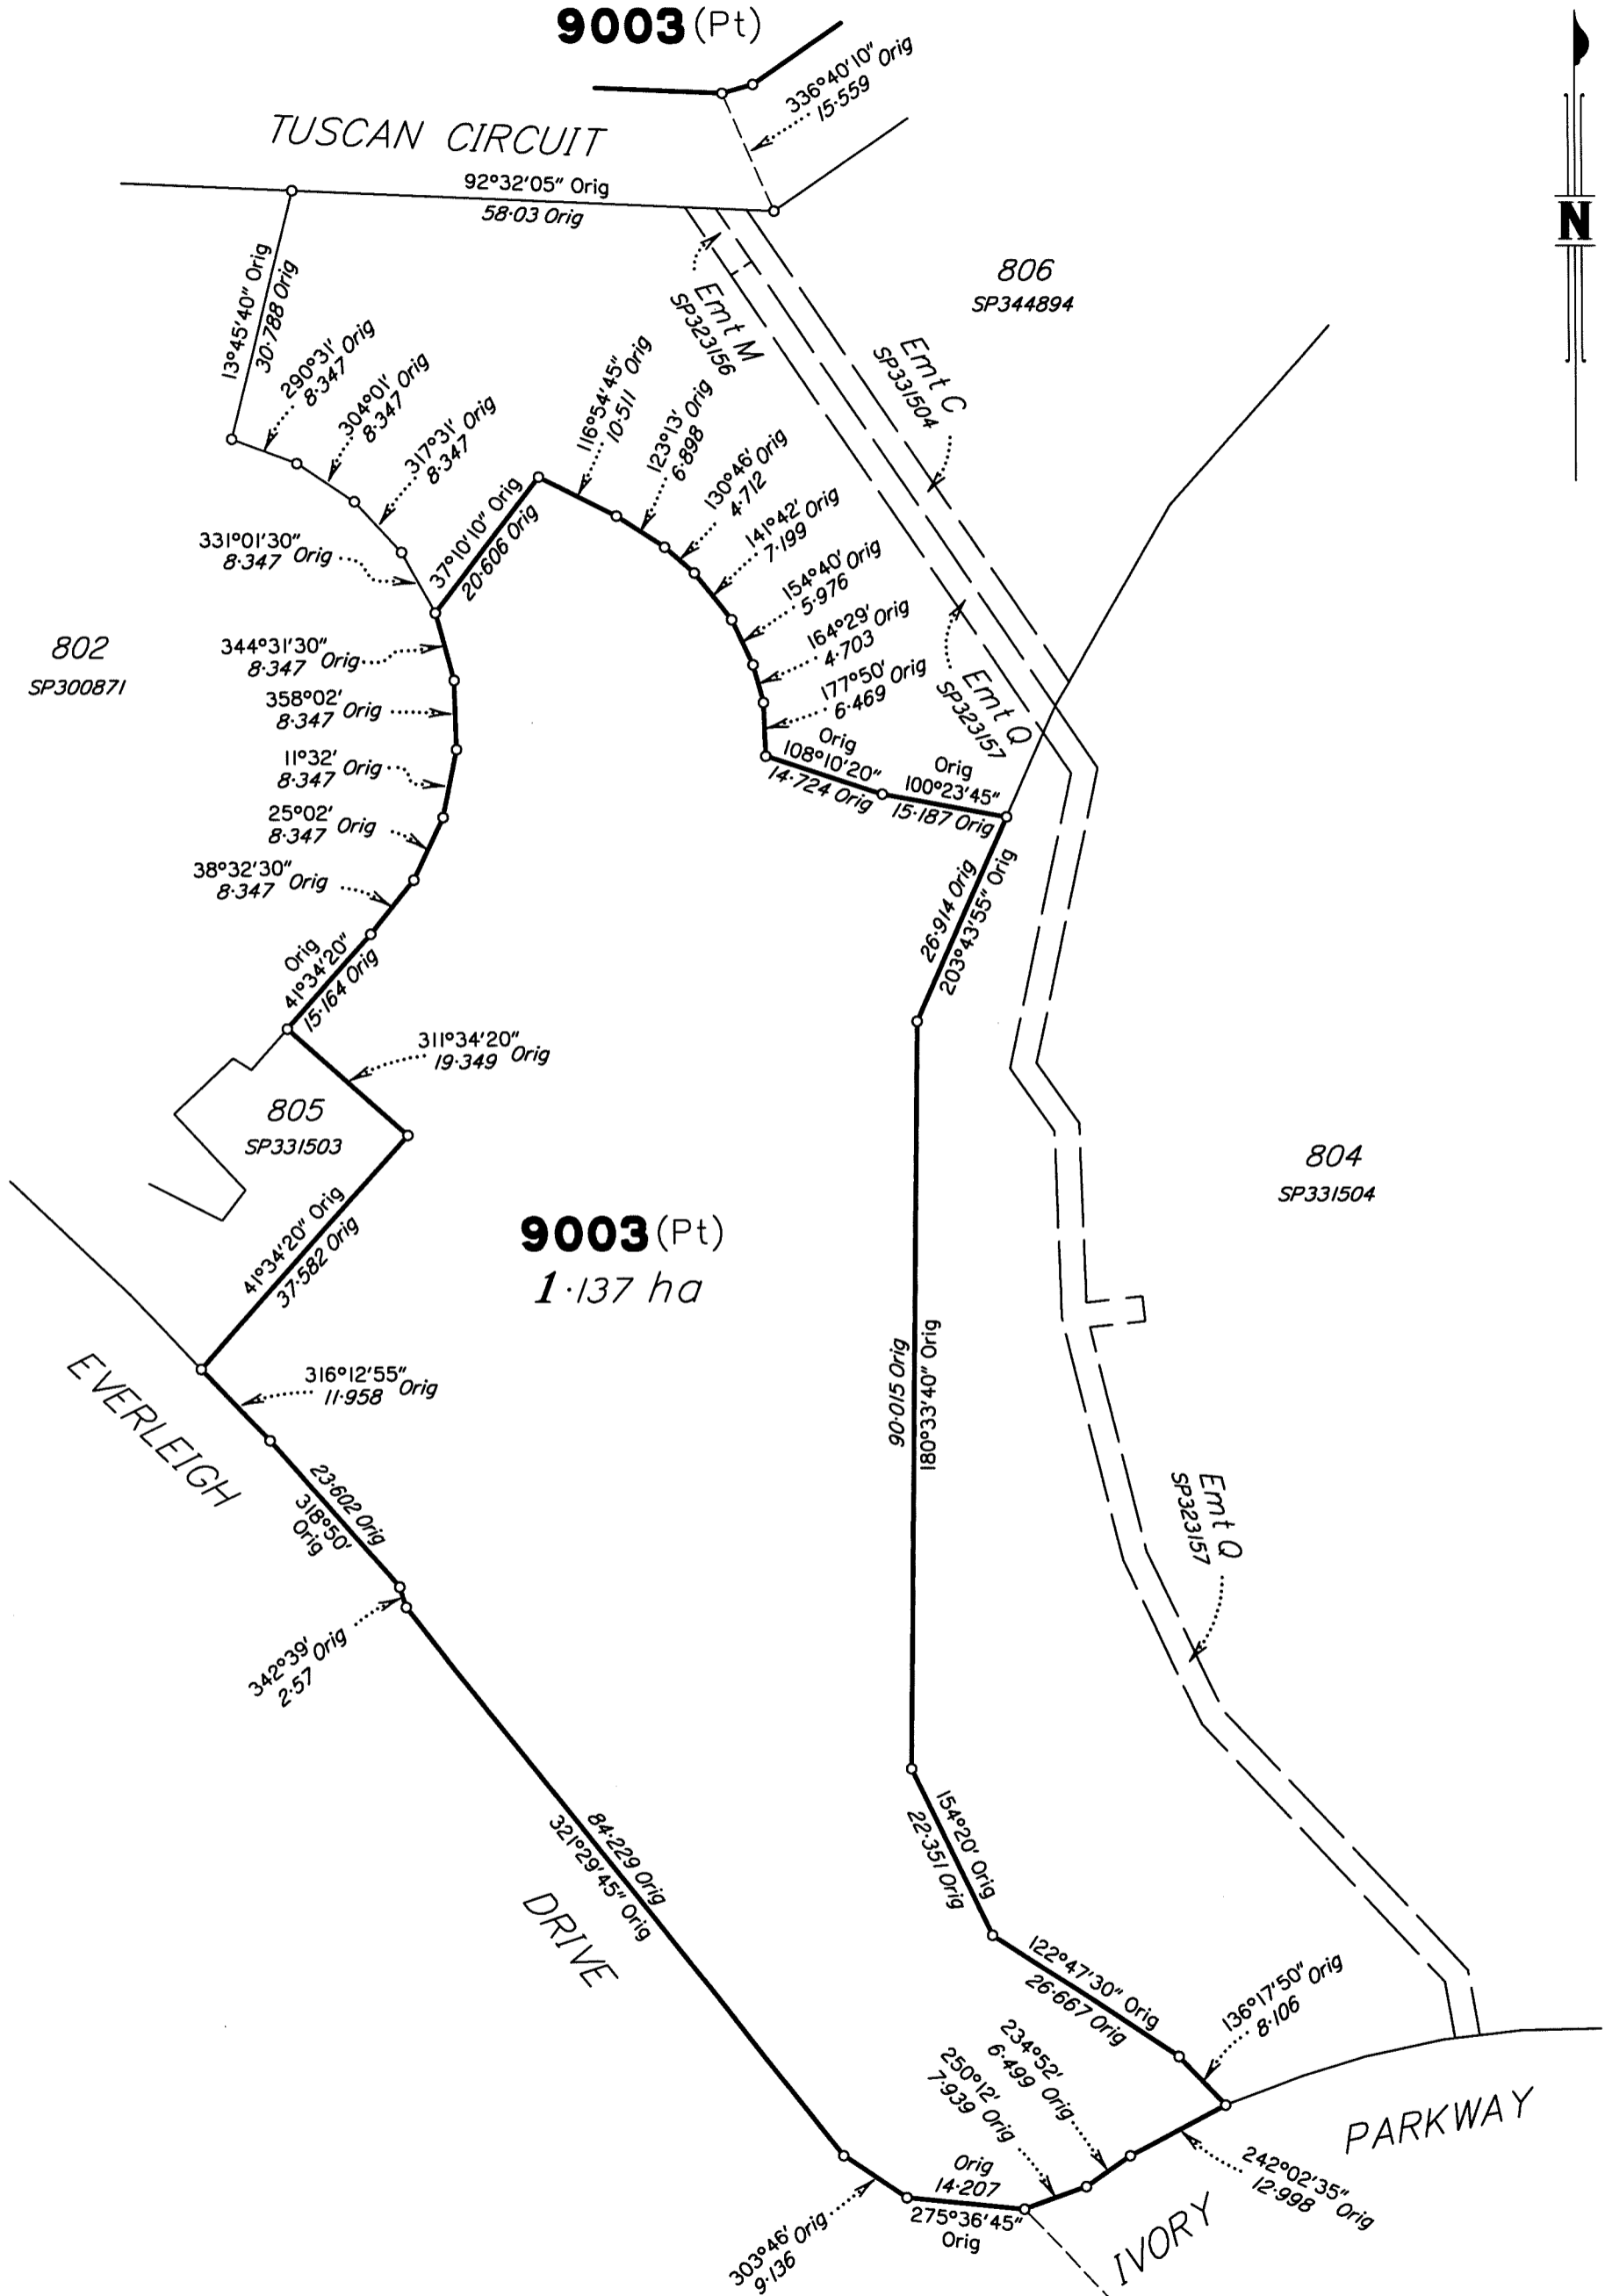 9003 (Pt)
336°40'10" Orig
15·559
TUSCAN CIRCUIT
92°32'05" Orig
58·03 Orig
N
13°45'40" Orig
30·788 Orig
290°31' Orig
8·347
304°01' Orig
8·347
317°31' Orig
8·347
331°01'30"
8·347 Orig
37°10'10" Orig
20·606 Orig
116°54'45" Orig
10·511
123°13' Orig
6·898
130°46' Orig
4·712
141°42' Orig
7·199
154°40' Orig
5·976
164°29' Orig
4·703
177°50' Orig
6·469
Emt M
SP323156
Emt C
SP331504
806
SP344894
Emt Q
SP323157
802
SP300871
344°31'30"
8·347 Orig
358°02'
8·347 Orig
11°32'
8·347 Orig
25°02'
8·347 Orig
38°32'30"
8·347 Orig
Orig
41°34'20"
15·164 Orig
Orig
108°10'20"
14·724 Orig
Orig
100°23'45"
15·187 Orig
26·914 Orig
203°43'55" Orig
311°34'20"
19·349 Orig
805
SP331503
804
SP331504
41°34'20" Orig
37·582 Orig
9003 (Pt)
1·137 ha
90·015 Orig
180°33'40" Orig
EVERLEIGH
316°12'55"
11·958 Orig
23·602 Orig
318°50'
Orig
342°39' Orig
2·57
Emt Q
SP323157
84·229 Orig
321°29'45" Orig
DRIVE
154°20' Orig
22·351 Orig
122°47'30" Orig
26·667 Orig
136°17'50" Orig
8·106
234°52'
6·499 Orig
250°12'
7·939 Orig
242°02'35"
12·998 Orig
Orig
14·207
275°36'45"
Orig
303°46' Orig
9·136
IVORY
PARKWAY